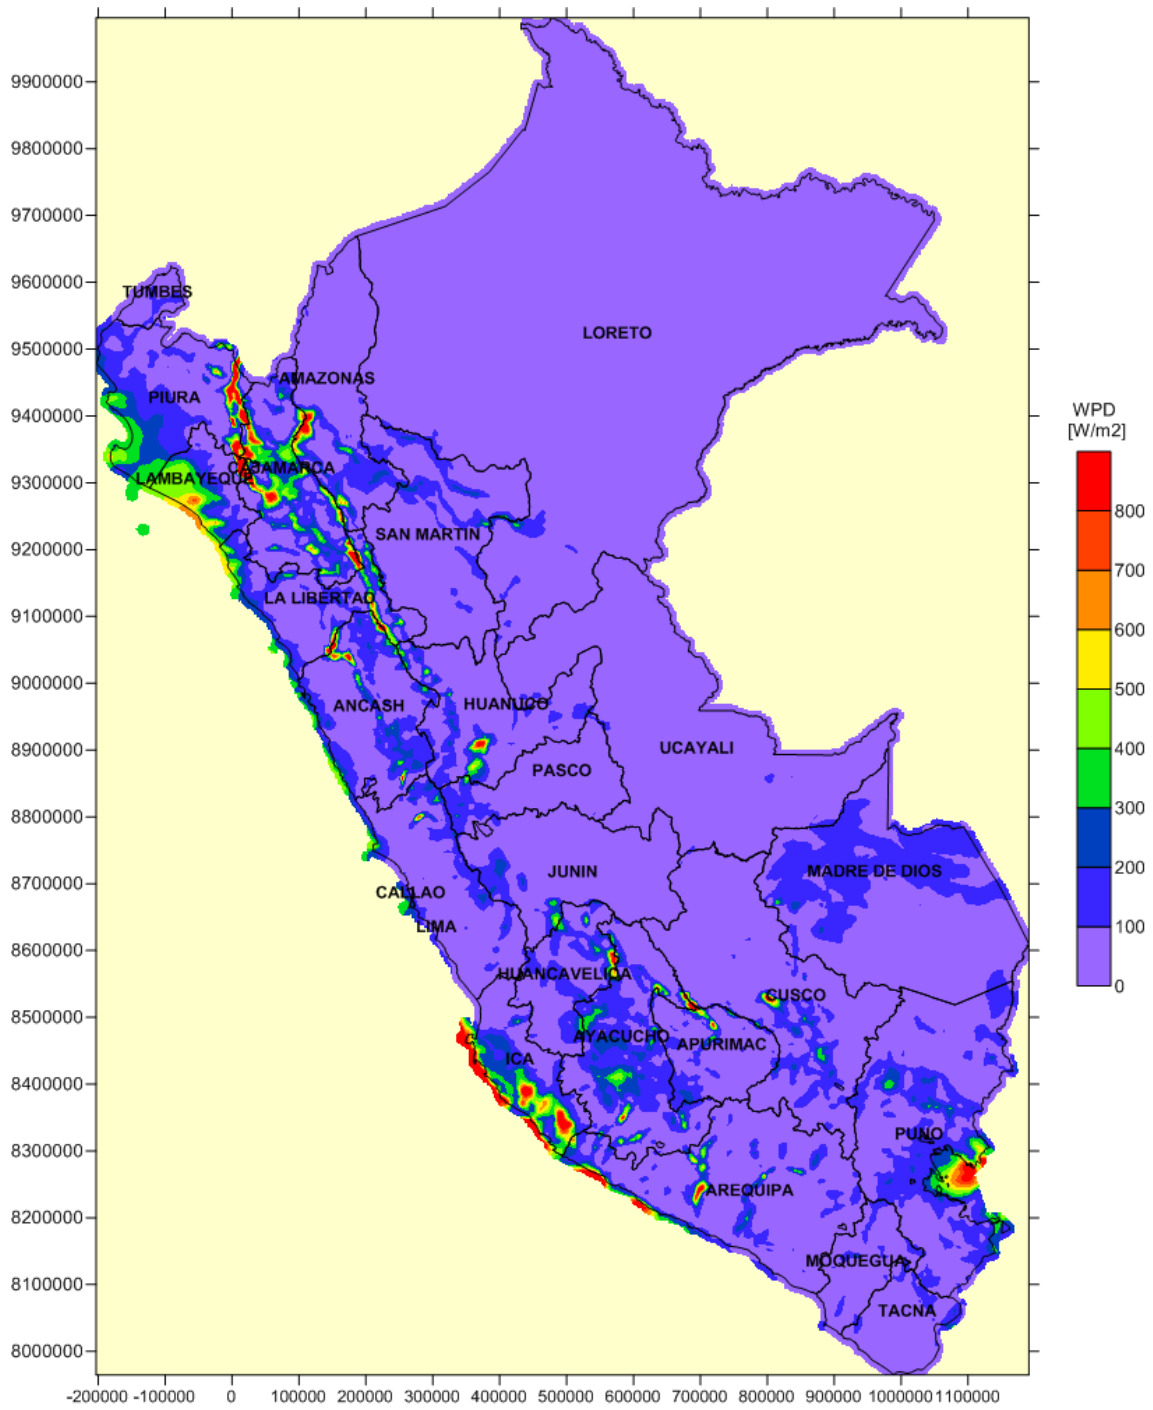 9900000
9800000
9700000
9600000
TUMBES
LORETO
9500000
AMAZONAS
PIURA
9400000
WPD
[W/m2]
CAJAMARCA
LAMBAYEQUE
9300000
800
SAN MARTIN
9200000
700
LA LIBERTAD
9100000
600
9000000
500
ANCASH
HUANUCO
UCAYALI
8900000
400
PASCO
8800000
300
JUNIN
MADRE DE DIOS
200
8700000
CALLAO
LIMA
100
8600000
HUANCAVELICA
0
CUSCO
8500000
AYACUCHO
APURIMAC
ICA
8400000
PUNO
8300000
AREQUIPA
8200000
MOQUEGUA
8100000
TACNA
8000000
-200000 -100000 0 100000 200000 300000 400000 500000 600000 700000 800000 900000 1000000 1100000